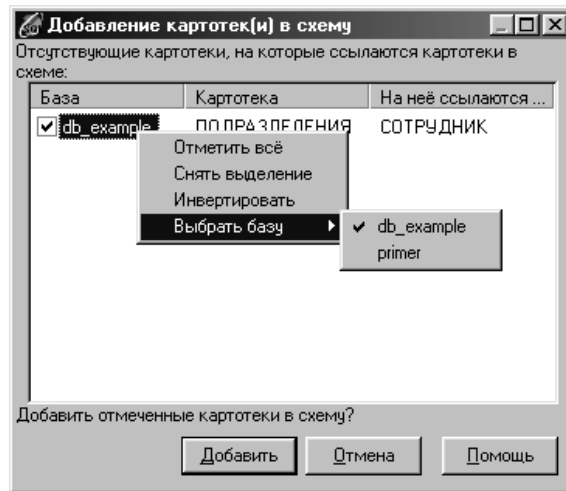 Добавление картотек(и) в схему
Отсутствующие картотеки, на которые ссылаются картотеки в
схеме:
База Картотека На неё ссылаются ...
db_example ПОДРАЗДЕЛЕНИЯ СОТРУДНИК
Отметить всё
Снять выделение
Инвертировать
Выбрать базу
db_example
primer
Добавить отмеченные картотеки в схему?
Добавить Отмена Помощь